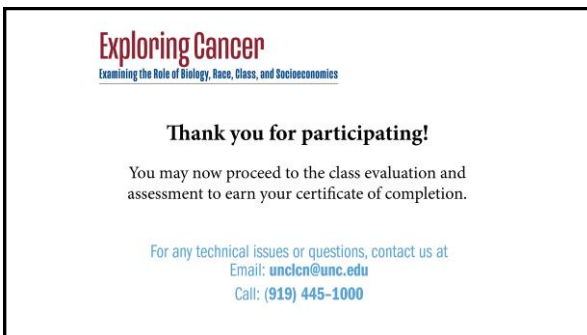 Exploring Cancer
Examining the Role of Biology, Race, Class, and Socioeconomics
Thank you for participating!
You may now proceed to the class evaluation and
assessment to earn your certificate of completion.
For any technical issues or questions, contact us at
Email: unclcn@unc.edu
Call: (919) 445–1000